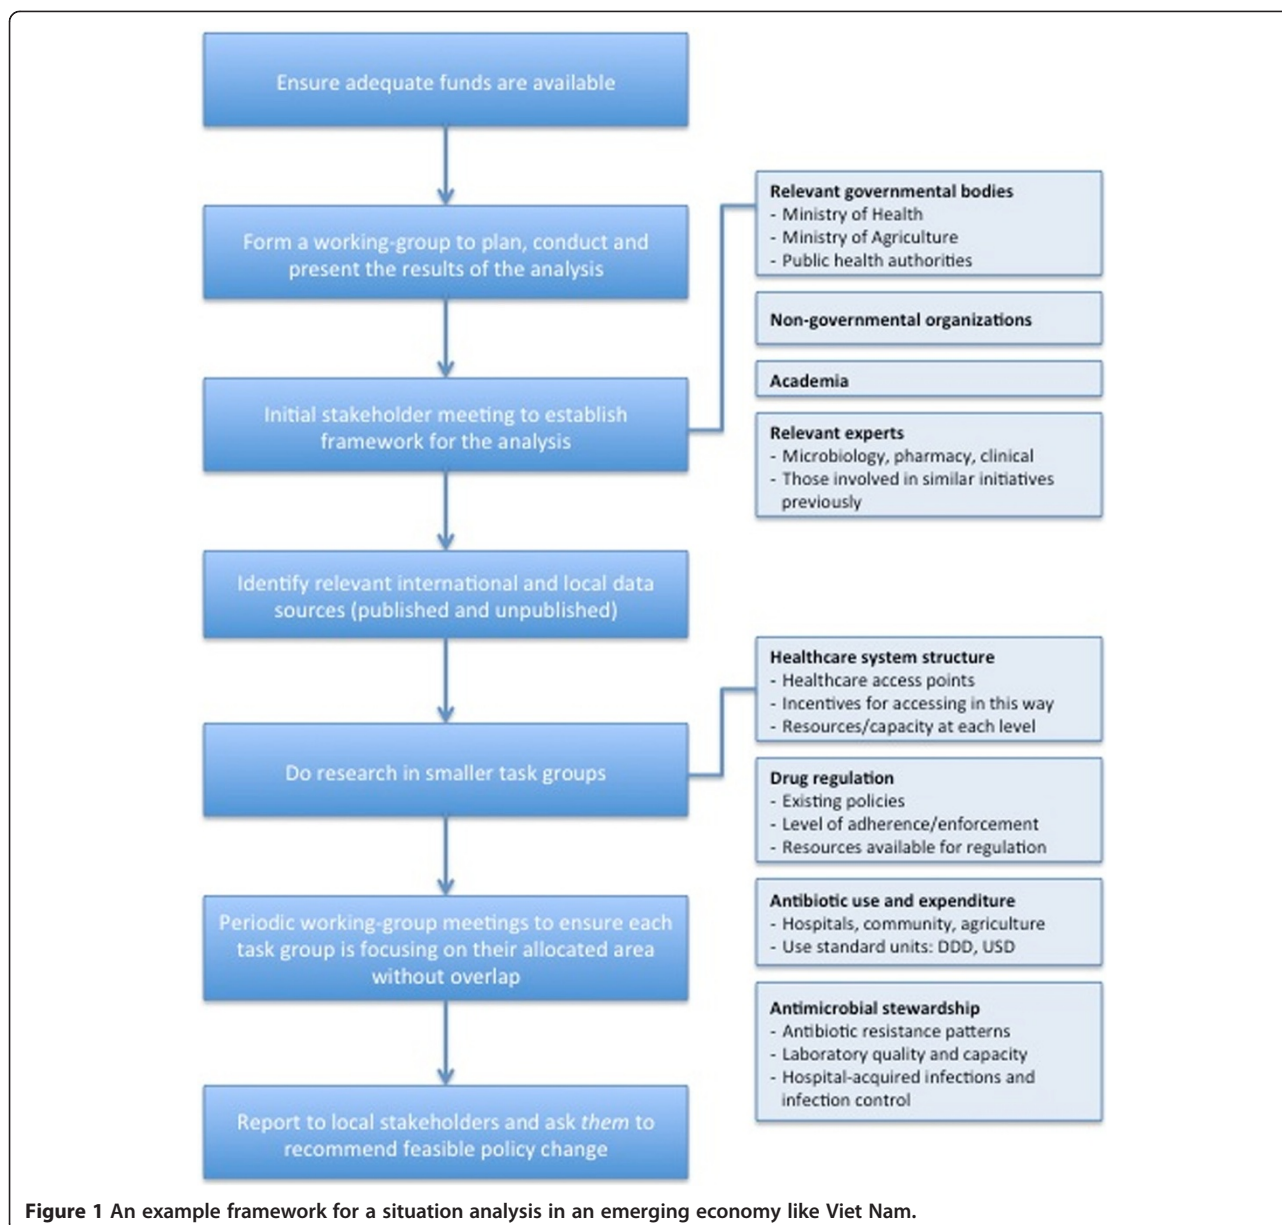 Ensure adequate funds are available
Form a working-group to plan, conduct and
present the results of the analysis
Initial stakeholder meeting to establish
framework for the analysis
Relevant governmental bodies
- Ministry of Health
- Ministry of Agriculture
- Public health authorities
Non-governmental organizations
Academia
Relevant experts
- Microbiology, pharmacy, clinical
- Those involved in similar initiatives
previously
Identify relevant international and local data
sources (published and unpublished)
Do research in smaller task groups
Healthcare system structure
- Healthcare access points
- Incentives for accessing in this way
- Resources/capacity at each level
Drug regulation
- Existing policies
- Level of adherence/enforcement
- Resources available for regulation
Antibiotic use and expenditure
- Hospitals, community, agriculture
- Use standard units: DDD, USD
Antimicrobial stewardship
- Antibiotic resistance patterns
- Laboratory quality and capacity
- Hospital-acquired infections and
infection control
Periodic working-group meetings to ensure each
task group is focusing on their allocated area
without overlap
Report to local stakeholders and ask them to
recommend feasible policy change
Figure 1 An example framework for a situation analysis in an emerging economy like Viet Nam.